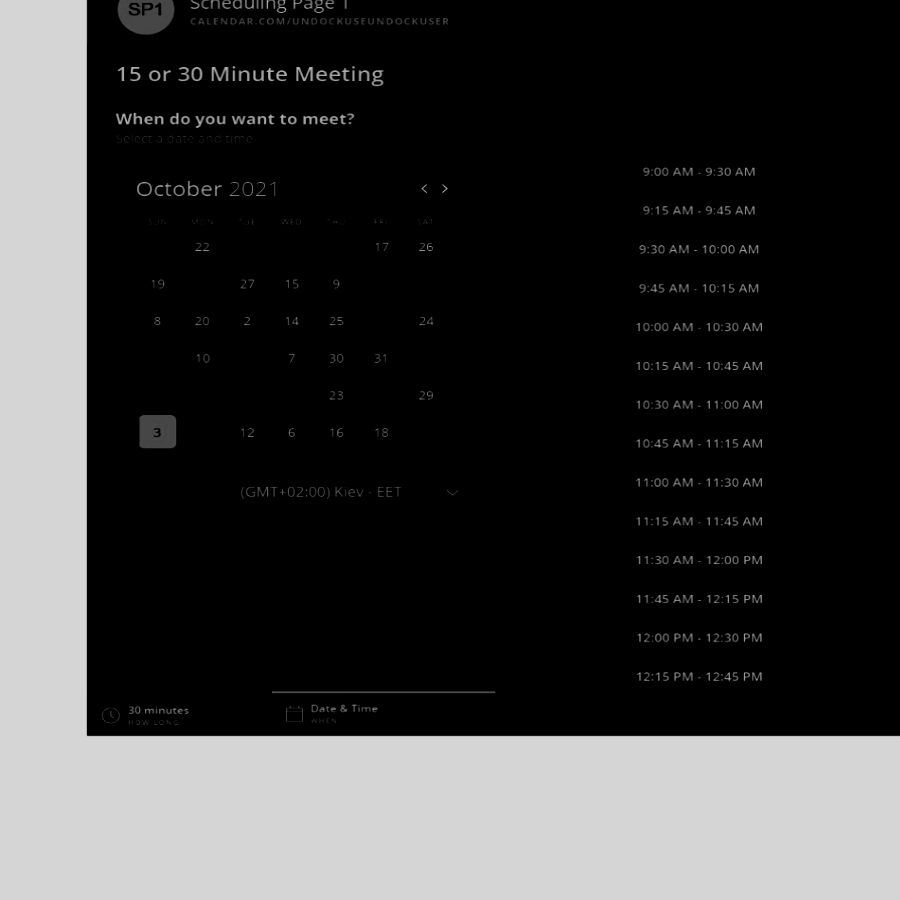 SP1 Scheduling Page 1
CALENDAR.COM/UNDOCKUSEUNDOCKUSER
15 or 30 Minute Meeting
When do you want to meet?
Select a date and time
October 2021 < >
SUN MON TUE WED THU FRI SAT
22 17 26
19 27 15 9
8 20 2 14 25 24
10 7 30 31
23 29
3 12 6 16 18
(GMT+02:00) Kiev - EET
9:00 AM - 9:30 AM
9:15 AM - 9:45 AM
9:30 AM - 10:00 AM
9:45 AM - 10:15 AM
10:00 AM - 10:30 AM
10:15 AM - 10:45 AM
10:30 AM - 11:00 AM
10:45 AM - 11:15 AM
11:00 AM - 11:30 AM
11:15 AM - 11:45 AM
11:30 AM - 12:00 PM
11:45 AM - 12:15 PM
12:00 PM - 12:30 PM
12:15 PM - 12:45 PM
30 minutes
HOW LONG
Date & Time
WHEN